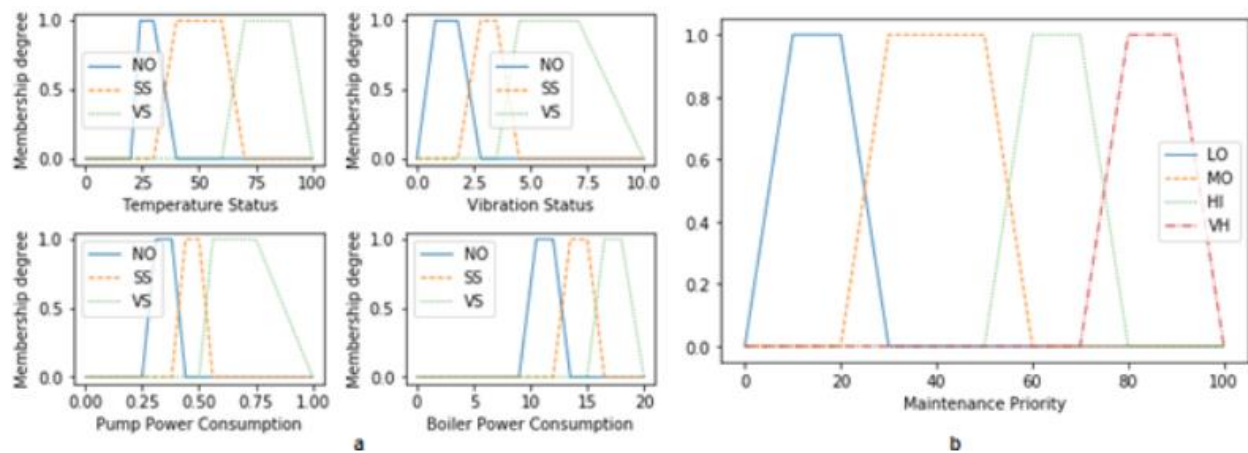 Membership degree
1.0
0.5
0.0
NO
SS
VS
0 25 50 75 100
Temperature Status
Membership degree
1.0
0.5
0.0
NO
SS
VS
0.0 2.5 5.0 7.5 10.0
Vibration Status
Membership degree
1.0
0.5
0.0
NO
SS
VS
0.00 0.25 0.50 0.75 1.00
Pump Power Consumption
Membership degree
1.0
0.5
0.0
NO
SS
VS
0 5 10 15 20
Boiler Power Consumption
a
1.0
0.8
0.6
0.4
0.2
0.0
LO
MO
HI
VH
0 20 40 60 80 100
Maintenance Priority
b